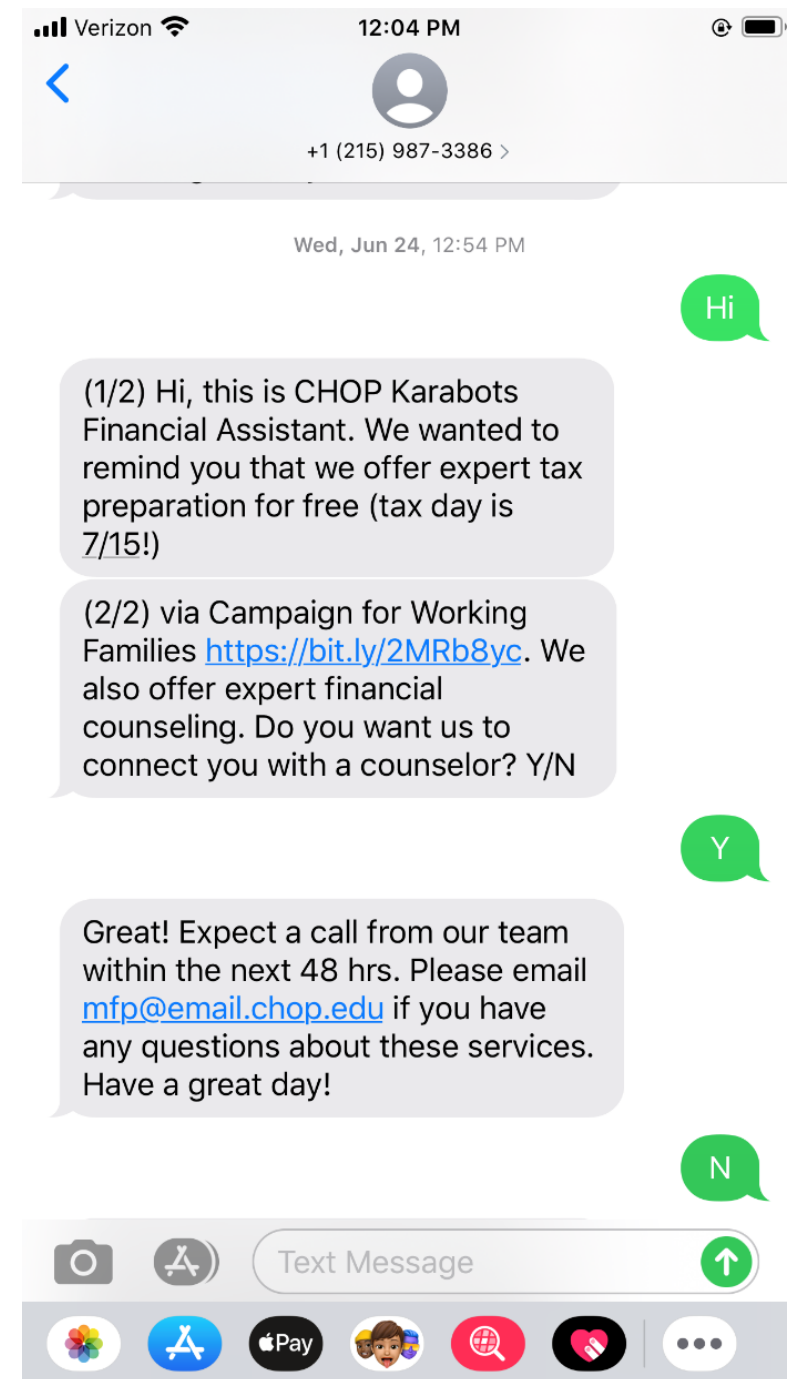 Verizon 12:04 PM
+1 (215) 987-3386 >
Wed, Jun 24, 12:54 PM
Hi
(1/2) Hi, this is CHOP Karabots
Financial Assistant. We wanted to
remind you that we offer expert tax
preparation for free (tax day is
7/15!)
(2/2) via Campaign for Working
Families https://bit.ly/2MRb8yc. We
also offer expert financial
counseling. Do you want us to
connect you with a counselor? Y/N
Y
Great! Expect a call from our team
within the next 48 hrs. Please email
mfp@email.chop.edu if you have
any questions about these services.
Have a great day!
N
Text Message
Pay